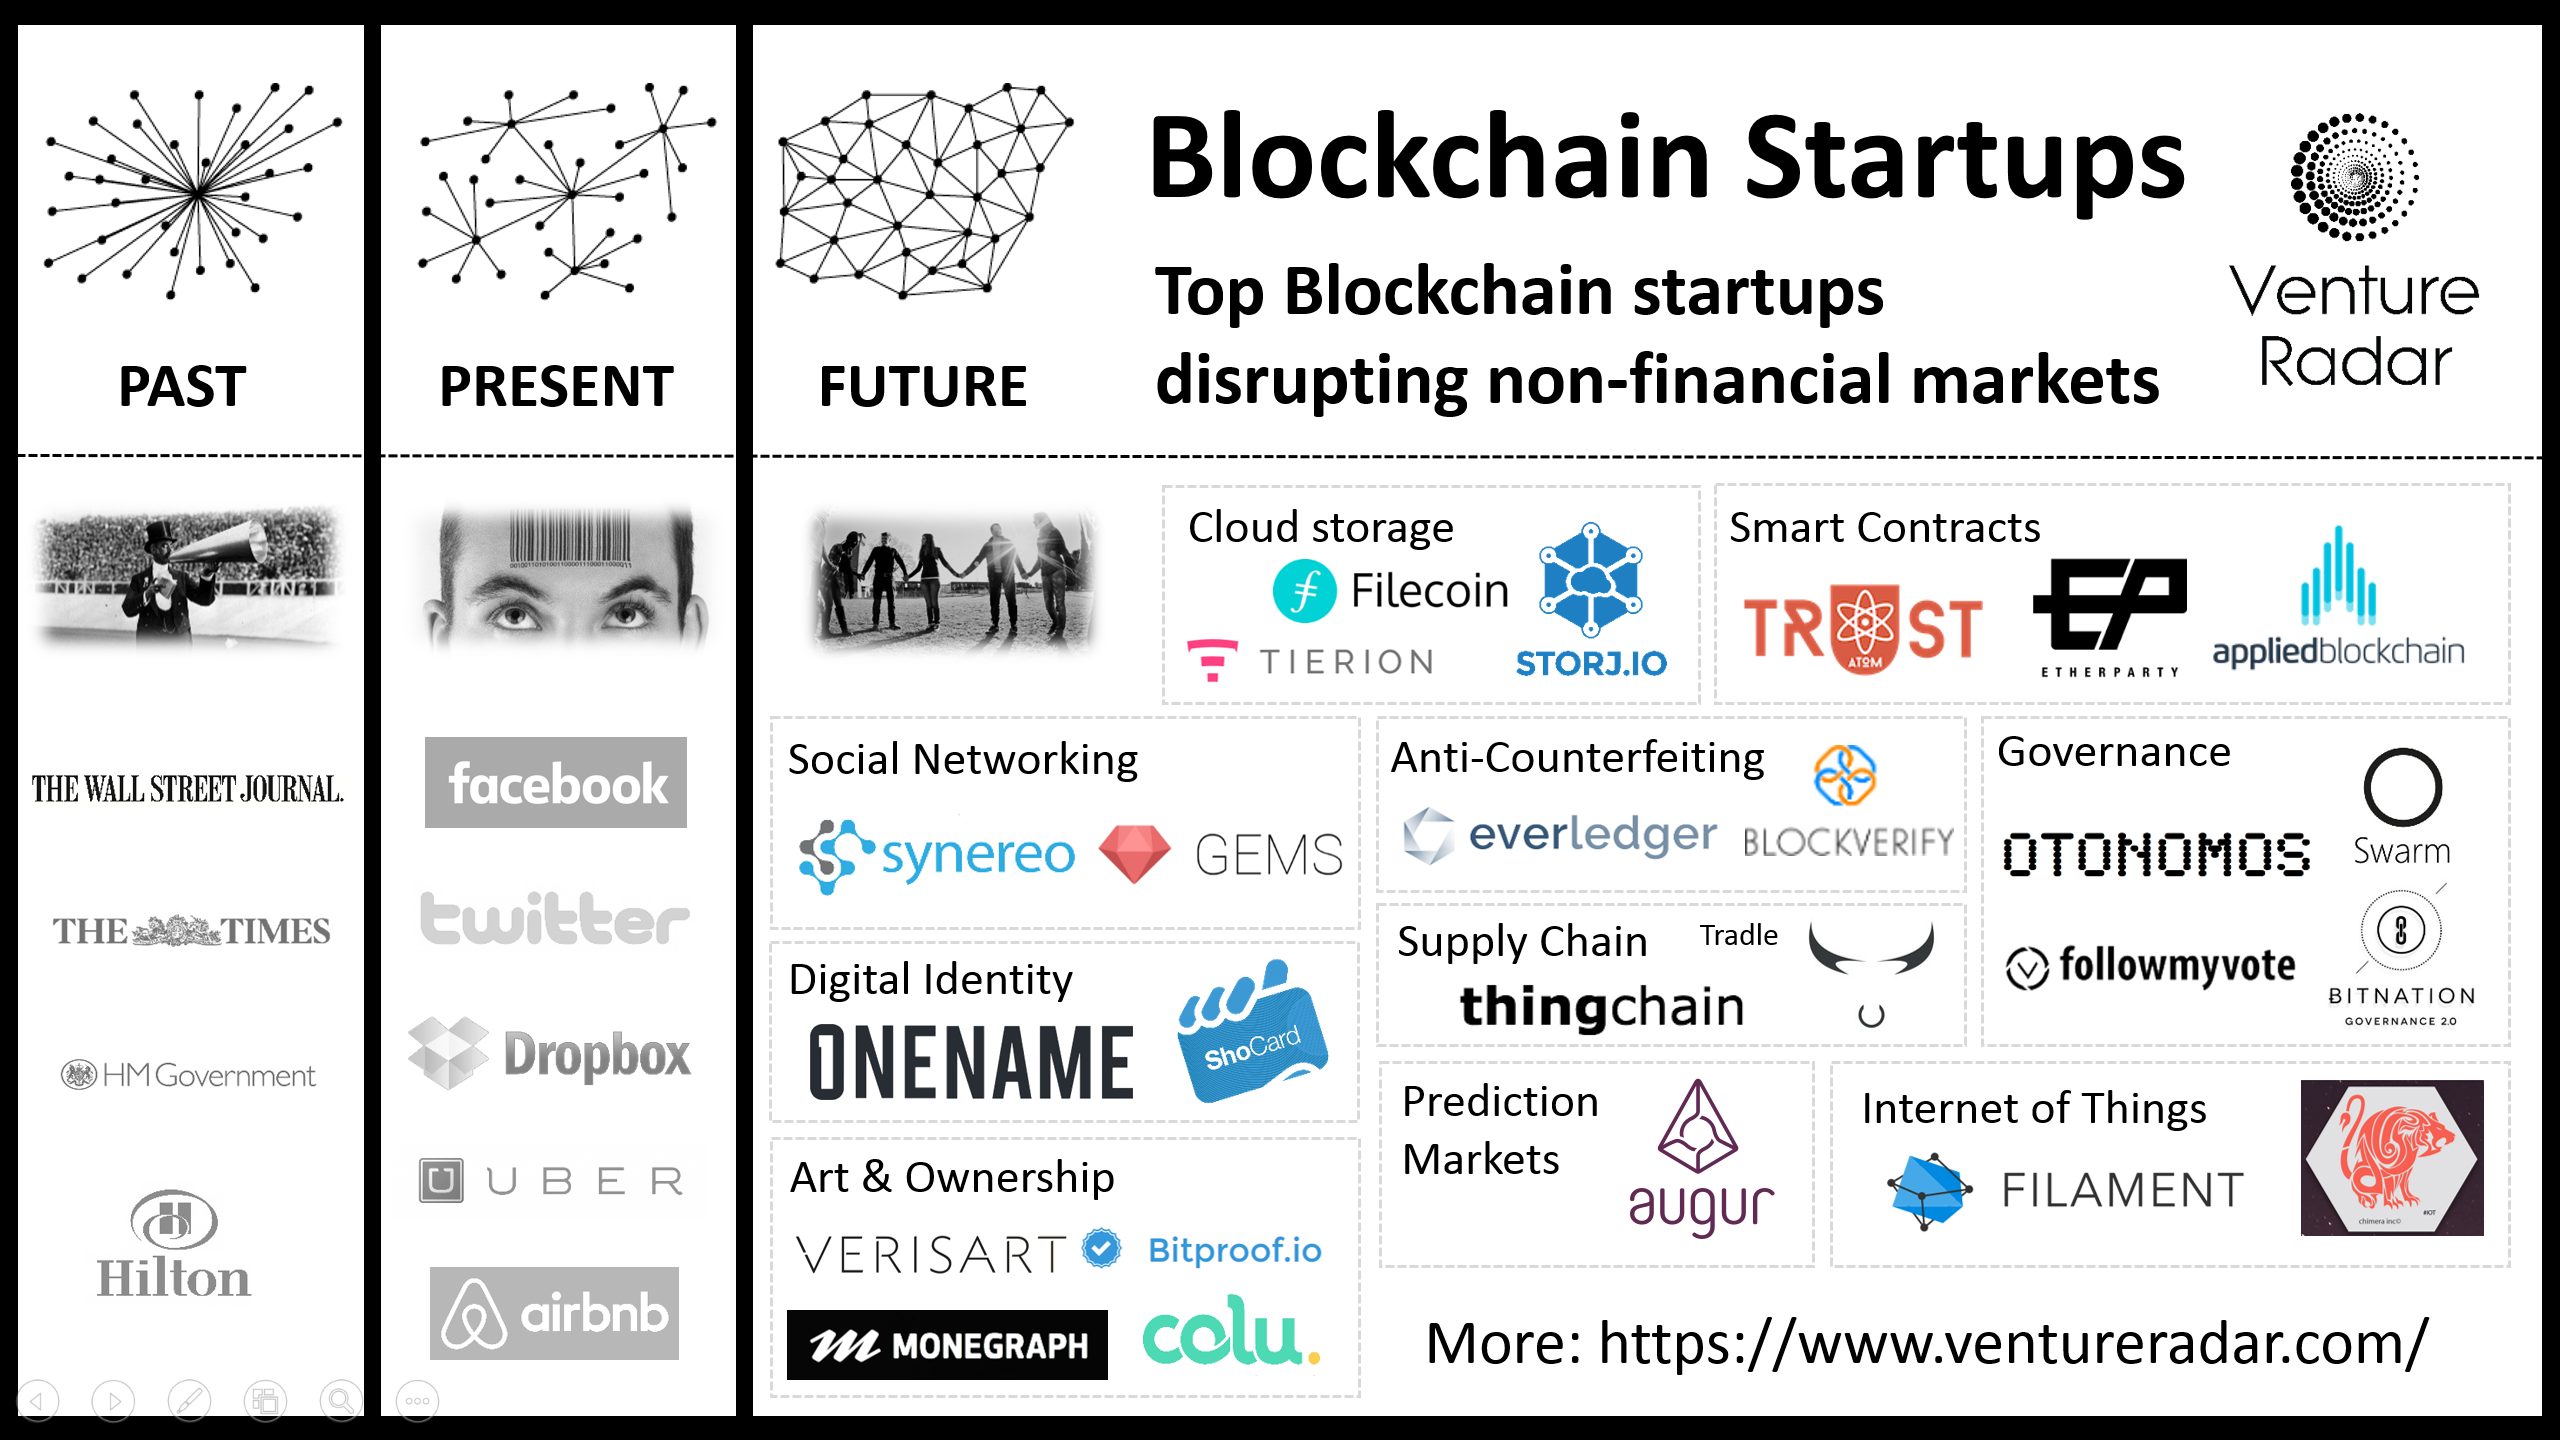 PAST
THE WALL STREET JOURNAL.
THE TIMES
HM Government
Hilton
PRESENT
facebook
twitter
Dropbox
UBER
airbnb
FUTURE
Blockchain Startups
Top Blockchain startups
disrupting non-financial markets
Venture
Radar
Cloud storage
Filecoin
TIERION
STORJ.IO
Smart Contracts
TRUST
ATOM
EP
ETHERPARTY
appliedblockchain
Social Networking
synereo
GEMS
Anti-Counterfeiting
everledger
BLOCKVERIFY
Governance
OTONOMOS
Swarm
followmyvote
BITNATION
GOVERNANCE 2.0
Digital Identity
ONENAME
ShoCard
Supply Chain
Tradle
thingchain
Art & Ownership
VERISART
Bitproof.io
MONEGRAPH
colu.
Prediction
Markets
augur
Internet of Things
FILAMENT
chimera inc©
#IOT
More: https://www.ventureradar.com/